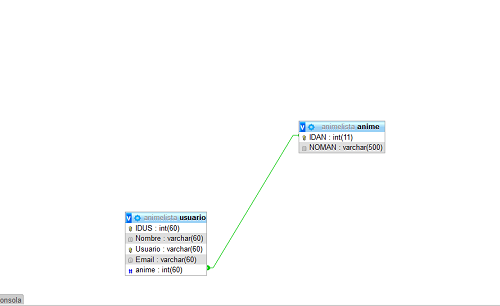 v animelista anime
IDAN : int(11)
NOMAN : varchar(500)
v animelista usuario
IDUS : int(60)
Nombre : varchar(60)
Usuario : varchar(60)
Email : varchar(60)
# anime : int(60)
onsola